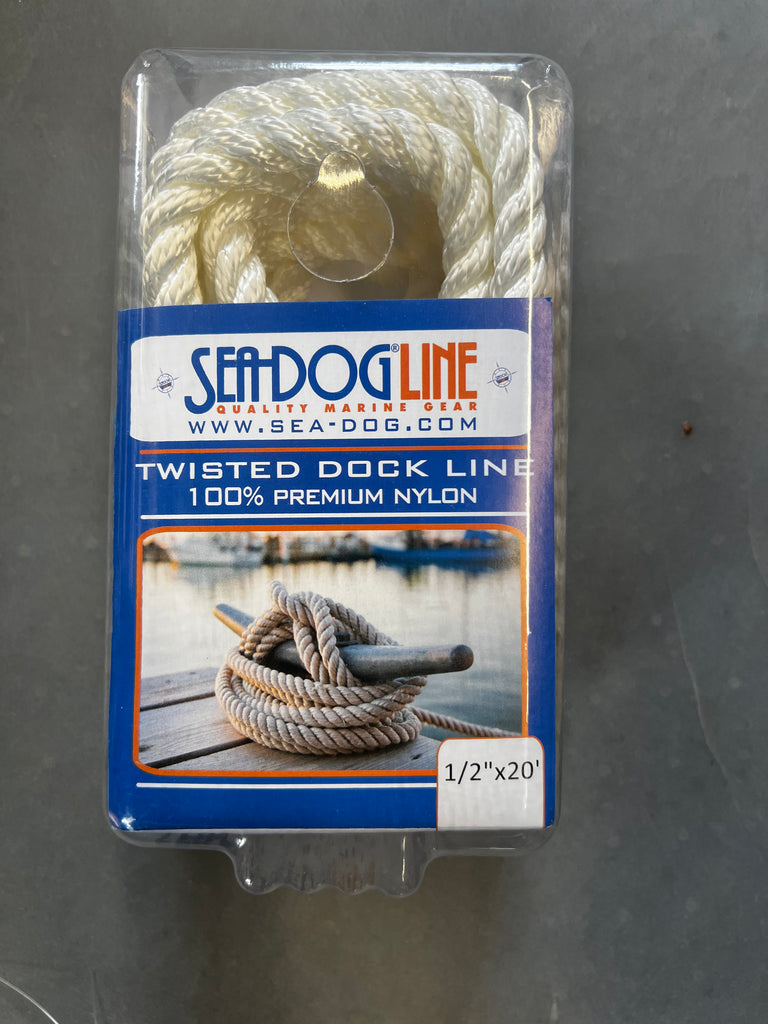 SEA-DOG® LINE
QUALITY MARINE GEAR
WWW.SEA-DOG.COM
TWISTED DOCK LINE
100% PREMIUM NYLON
1/2"x20'